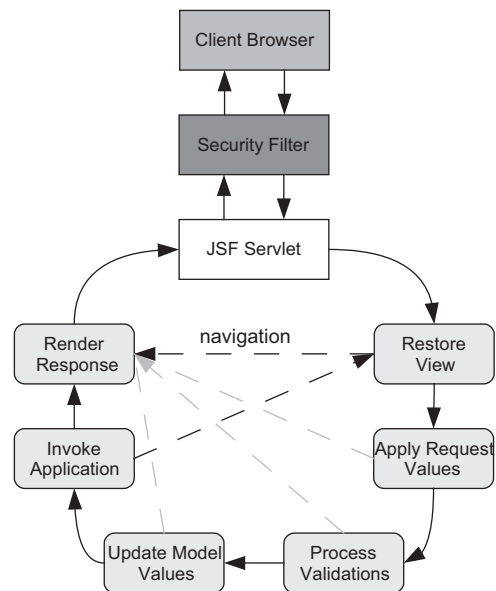 Client Browser
Security Filter
JSF Servlet
navigation
Render
Response
Restore
View
Invoke
Application
Apply Request
Values
Update Model
Values
Process
Validations